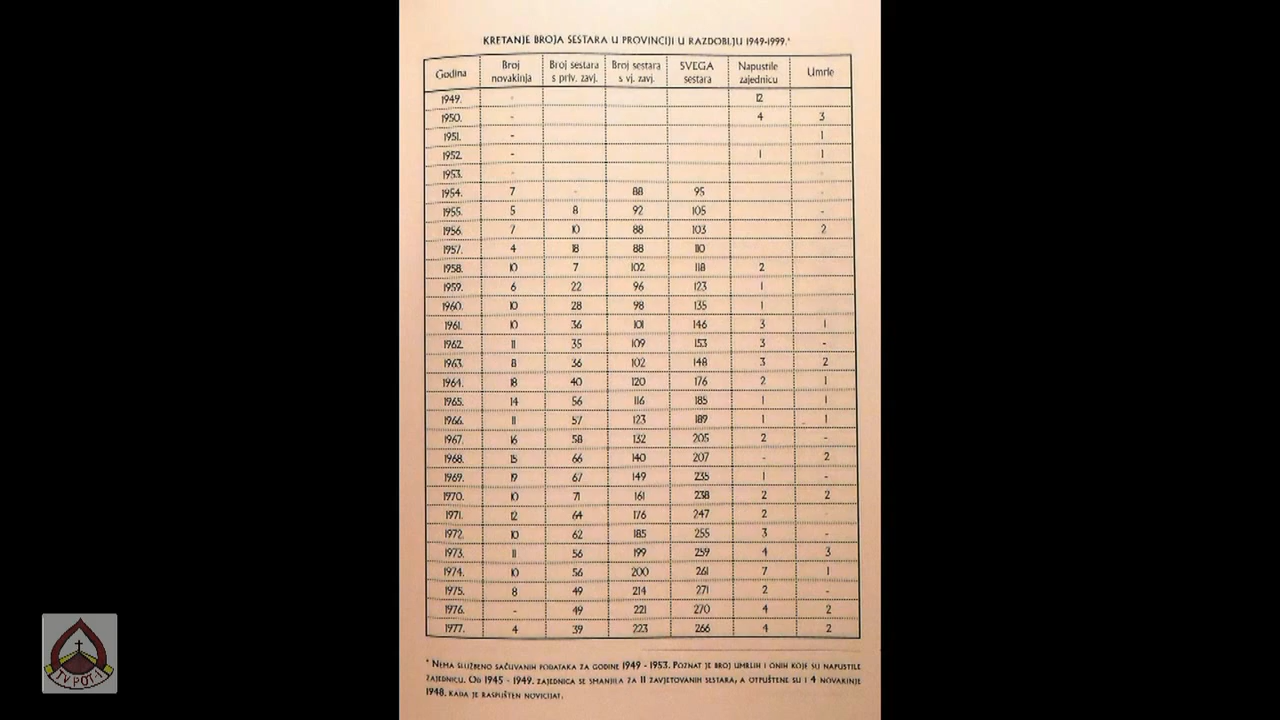 KRETANJE BROJA SESTARA U PROVINCIJI U RAZDOBLJU 1949-1999.*
Godina Broj novakinja Broj sestara s priv. zavj. Broj sestara s vj. zavj. SVEGA sestara Napustile zajednicu Umrle
1949. - 12
1950. - 4 3
1951. - 1
1952. - 1 1
1953. - -
1954. 7 - 88 95 -
1955. 5 8 92 105 -
1956. 7 10 88 103 2
1957. 4 18 88 110
1958. 10 7 102 118 2
1959. 6 22 96 123 1
1960. 10 28 98 135 1
1961. 10 36 101 146 3 1
1962. 11 35 109 153 3 -
1963. 8 36 102 148 3 2
1964. 18 40 120 176 2 1
1965. 14 56 116 185 1 1
1966. 11 57 123 189 1 1
1967. 16 58 132 205 2 -
1968. 15 66 140 207 - 2
1969. 19 67 149 235 1 -
1970. 10 71 161 238 2 2
1971. 12 64 176 247 2 -
1972. 10 62 185 255 3 -
1973. 11 56 199 259 4 3
1974. 10 56 200 261 7 1
1975. 8 49 214 271 2 -
1976. - 49 221 270 4 2
1977. 4 39 223 266 4 2
* NEMA SLUŽBENO SAČUVANIH PODATAKA ZA GODINE 1949 - 1953. POZNAT JE BROJ UMRLIH I ONIH KOJE SU NAPUSTILE
ZAJEDNICU. OD 1945 - 1949. ZAJEDNICA SE SMANJILA ZA 11 ZAVJETOVANIH SESTARA, A OTPUŠTENE SU I 4 NOVAKINJE
1948. KADA JE RASPUŠTEN NOVICIJAT.
TV POTJ